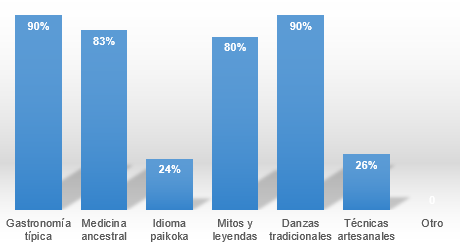 90%
83%
24%
80%
90%
26%
0
Gastronomía
típica
Medicina
ancestral
Idioma
paikoka
Mitos y
leyendas
Danzas
tradicionales
Técnicas
artesanales
Otro